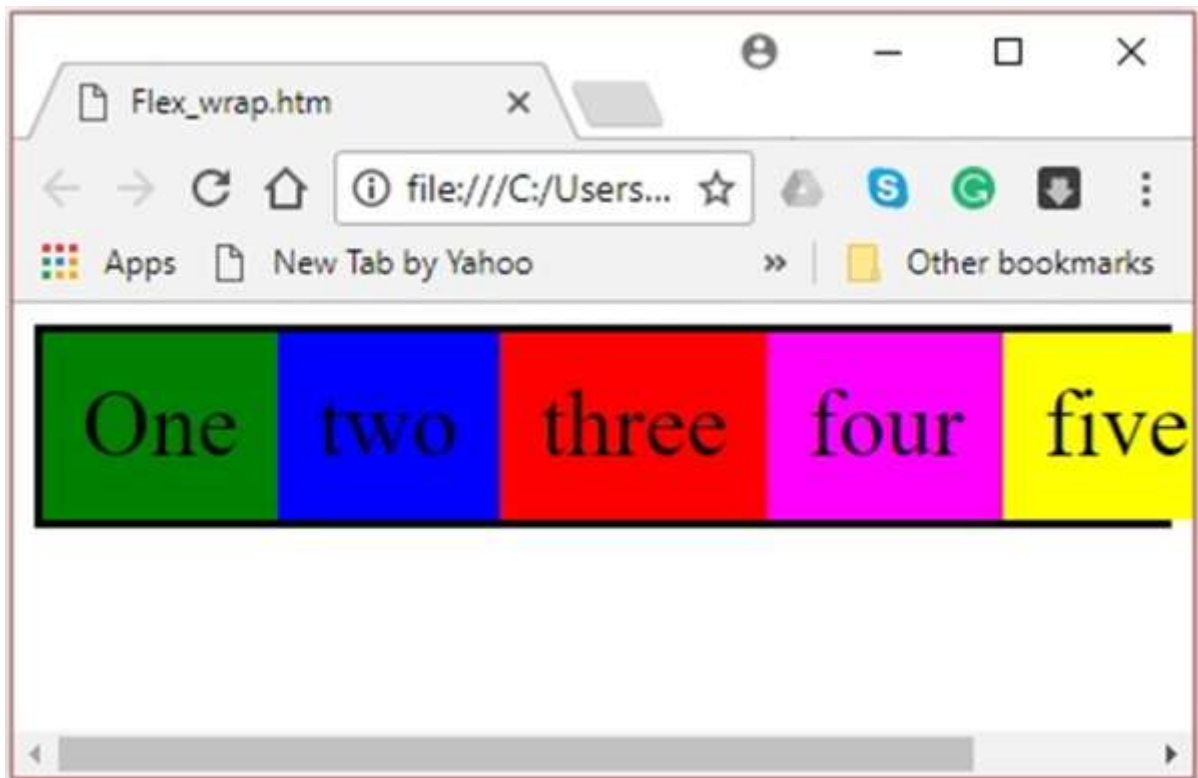 Flex_wrap.htm
file:///C:/Users...
Apps New Tab by Yahoo » Other bookmarks
One two three four five